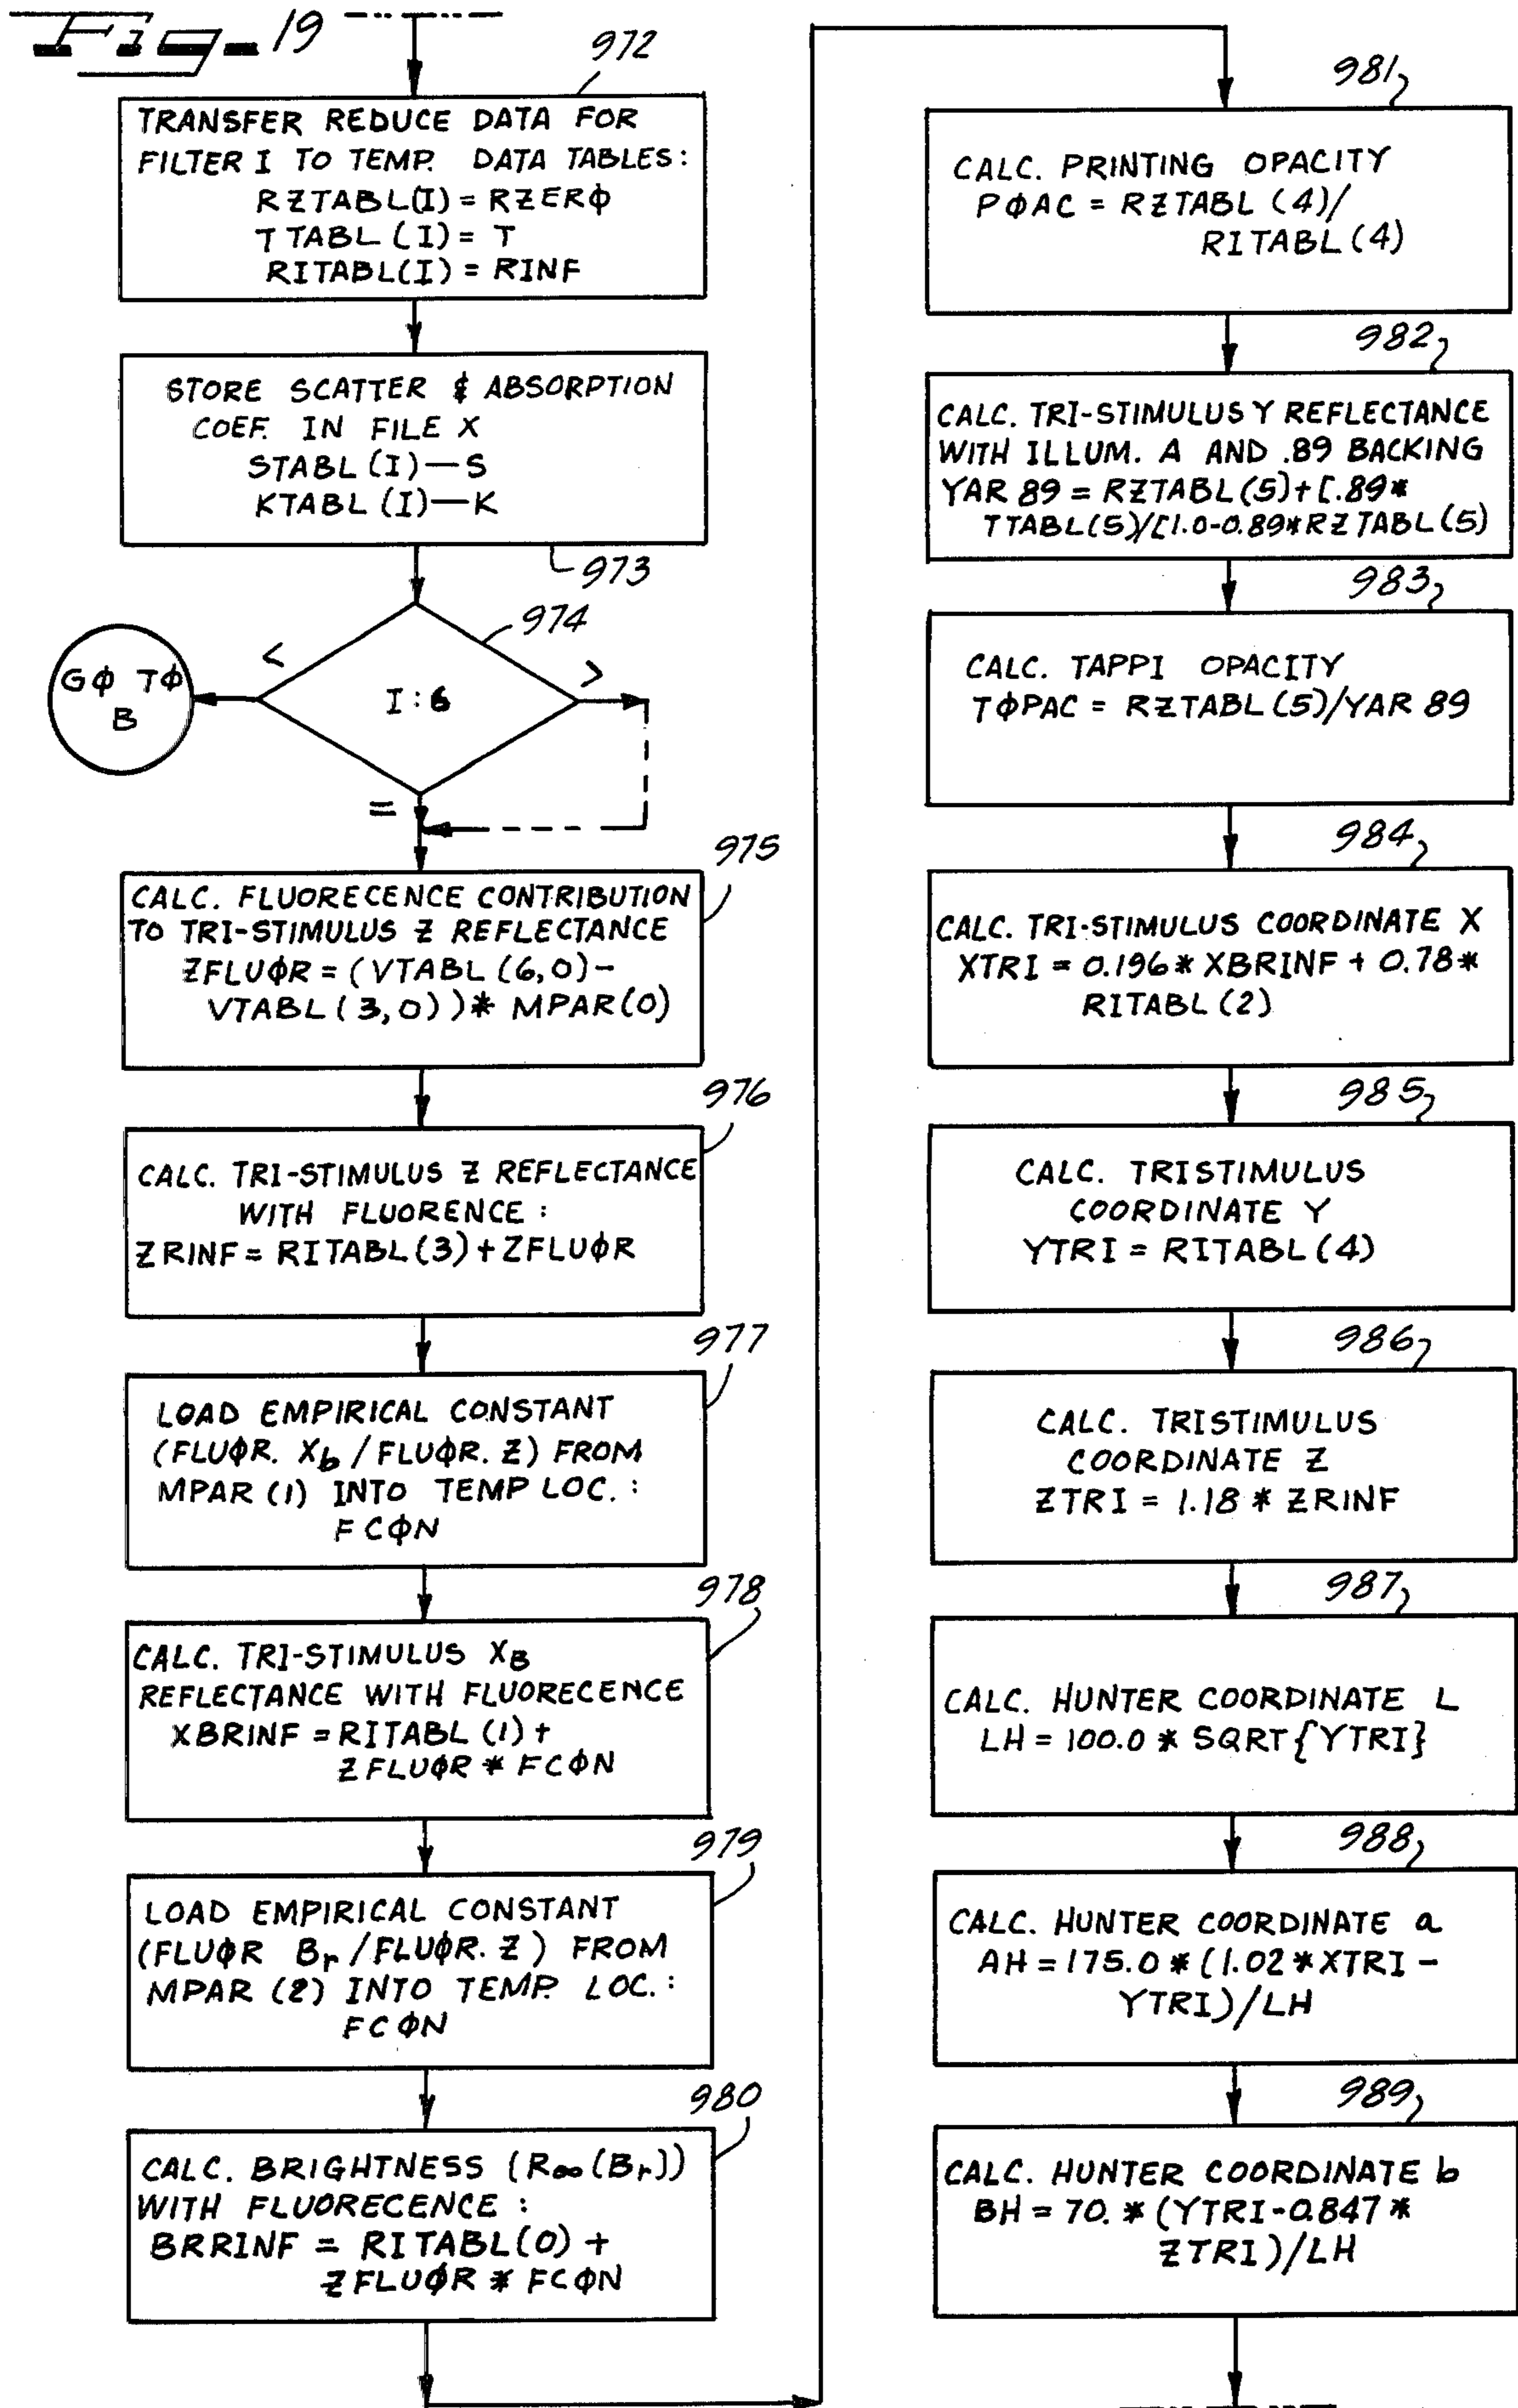 Fig-19
972
TRANSFER REDUCE DATA FOR
FILTER I TO TEMP. DATA TABLES:
RZTABL(I) = RZERϕ
TTABL(I) = T
RITABL(I) = RINF
STORE SCATTER & ABSORPTION
COEF. IN FILE X
STABL(I)—S
KTABL(I)—K
973
974
<
>
GϕTϕ
B
I:6
=
975
CALC. FLUORECENCE CONTRIBUTION
TO TRI-STIMULUS Z REFLECTANCE
ZFLUϕR = (VTABL(6,0)-
VTABL(3,0))* MPAR(0)
976
CALC. TRI-STIMULUS Z REFLECTANCE
WITH FLUORENCE:
ZRINF = RITABL(3)+ZFLUϕR
977
LOAD EMPIRICAL CONSTANT
(FLUϕR. Xb/FLUϕR. Z) FROM
MPAR(1) INTO TEMP LOC.:
FCϕN
978
CALC. TRI-STIMULUS XB
REFLECTANCE WITH FLUORECENCE
XBRINF = RITABL(1)+
ZFLUϕR * FCϕN
979
LOAD EMPIRICAL CONSTANT
(FLUϕR Br/FLUϕR. Z) FROM
MPAR(2) INTO TEMP. LOC.:
FCϕN
980
CALC. BRIGHTNESS (R∞(Br))
WITH FLUORECENCE:
BRRINF = RITABL(0)+
ZFLUϕR * FCϕN
981
CALC. PRINTING OPACITY
PϕAC = RZTABL(4)/
RITABL(4)
982
CALC. TRI-STIMULUS Y REFLECTANCE
WITH ILLUM. A AND .89 BACKING
YAR 89 = RZTABL(5)+[.89*
TTABL(5)/[1.0-0.89*RZTABL(5)
983
CALC. TAPPI OPACITY
TϕPAC = RZTABL(5)/YAR 89
984
CALC. TRI-STIMULUS COORDINATE X
XTRI = 0.196* XBRINF + 0.78*
RITABL(2)
985
CALC. TRISTIMULUS
COORDINATE Y
YTRI = RITABL(4)
986
CALC. TRISTIMULUS
COORDINATE Z
ZTRI = 1.18 * ZRINF
987
CALC. HUNTER COORDINATE L
LH = 100.0 * SQRT{YTRI}
988
CALC. HUNTER COORDINATE a
AH = 175.0 * (1.02*XTRI-
YTRI)/LH
989
CALC. HUNTER COORDINATE b
BH = 70. * (YTRI-0.847*
ZTRI)/LH